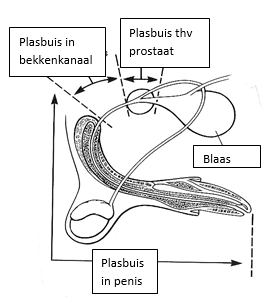 Plasbuis in
bekkenkanaal
Plasbuis thv
prostaat
Blaas
Plasbuis
in penis